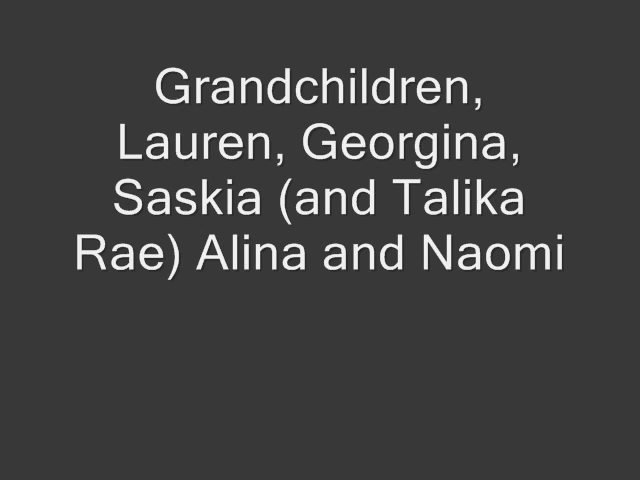 Grandchildren,
Lauren, Georgina,
Saskia (and Talika
Rae) Alina and Naomi